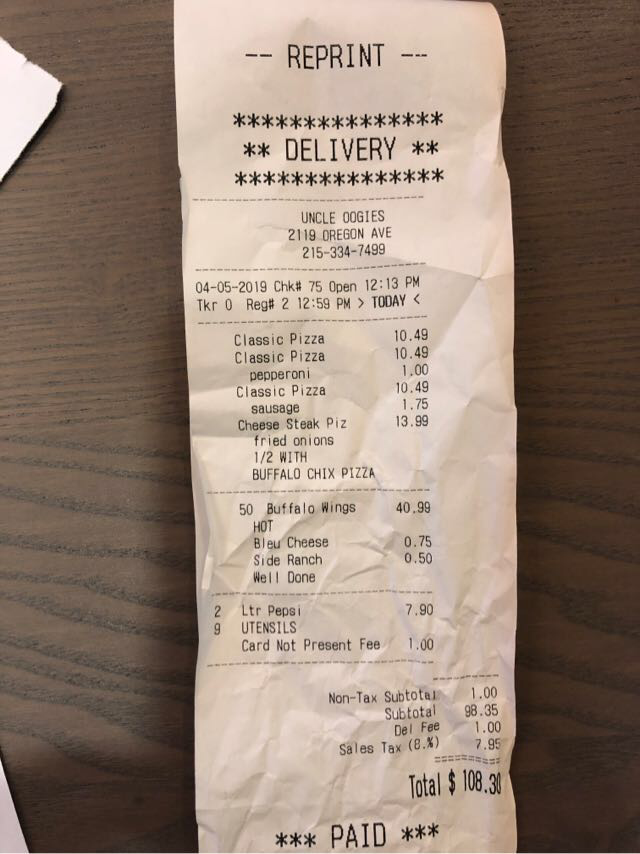 -- REPRINT --
***************
** DELIVERY **
***************
UNCLE OOGIES
2119 OREGON AVE
215-334-7499
04-05-2019 Chk# 75 Open 12:13 PM
Tkr 0 Reg# 2 12:59 PM > TODAY <
Classic Pizza 10.49
Classic Pizza 10.49
pepperoni 1.00
Classic Pizza 10.49
sausage 1.75
Cheese Steak Piz 13.99
fried onions
1/2 WITH
BUFFALO CHIX PIZZA
50 Buffalo Wings 40.99
HOT
Bleu Cheese 0.75
Side Ranch 0.50
Well Done
2 Ltr Pepsi 7.90
9 UTENSILS
Card Not Present Fee 1.00
Non-Tax Subtotal 1.00
Subtotal 98.35
Del Fee 1.00
Sales Tax (8.%) 7.95
Total $ 108.30
*** PAID ***